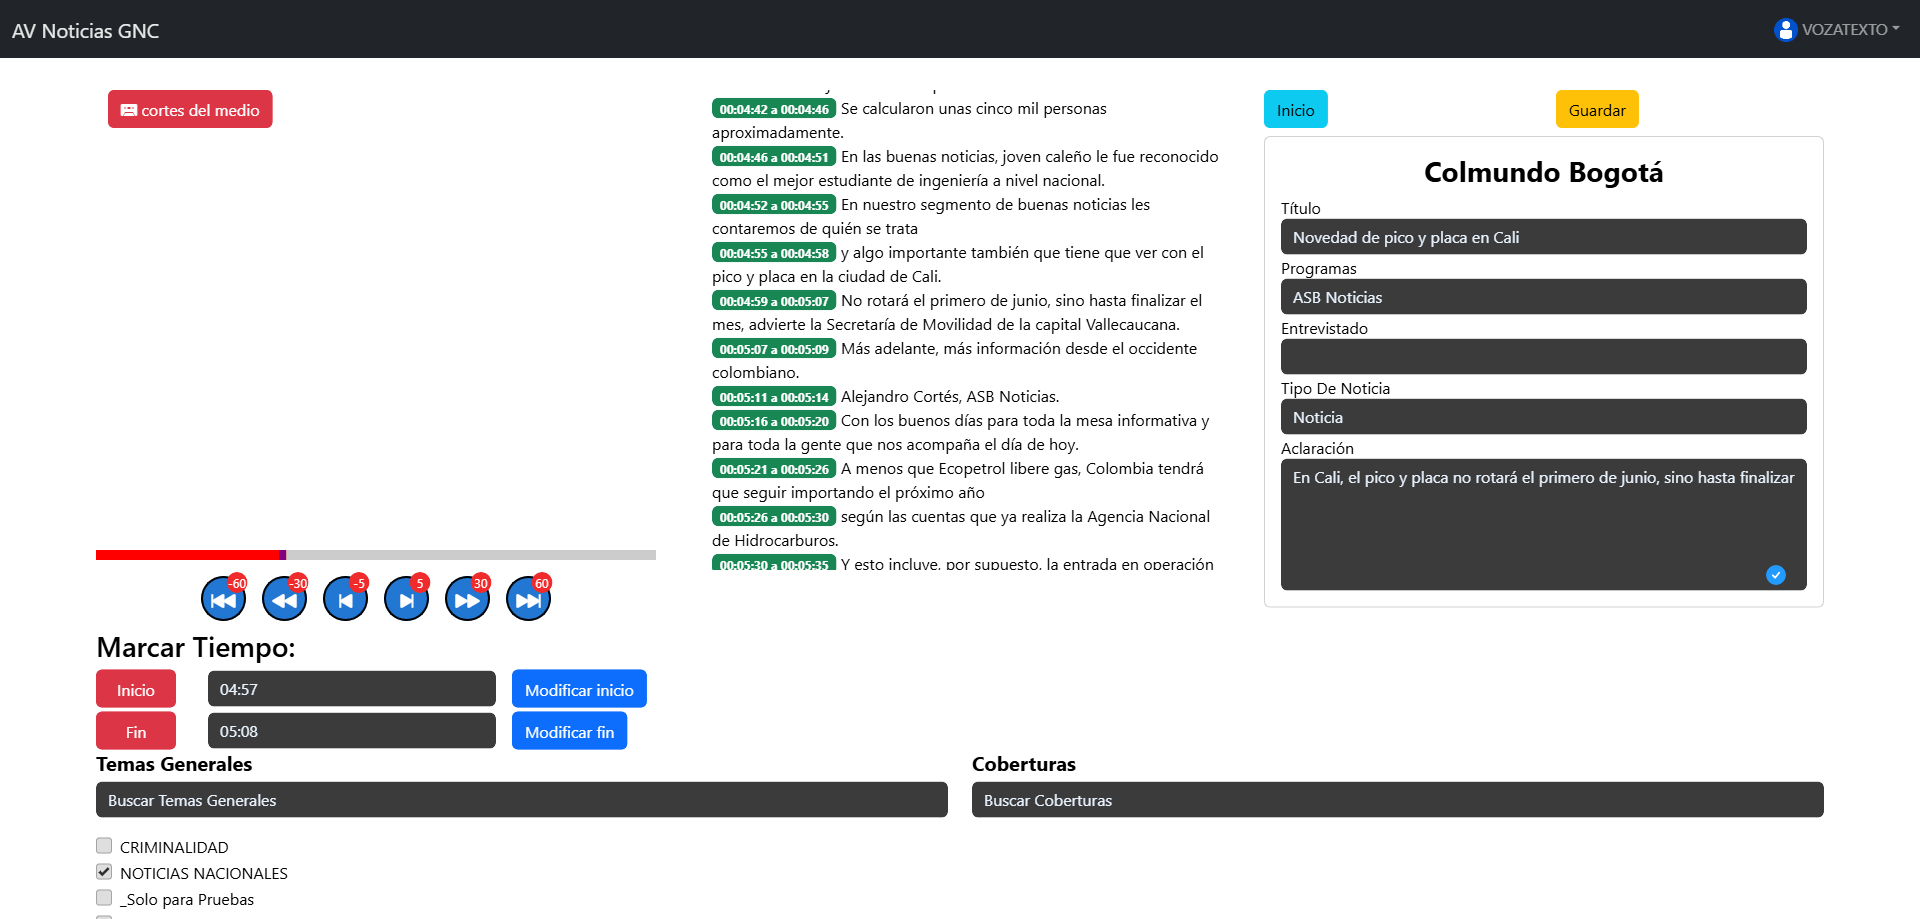 AV Noticias GNC
VOZATEXTO
cortes del medio
00:04:42 a 00:04:46 Se calcularon unas cinco mil personas
aproximadamente.
00:04:46 a 00:04:51 En las buenas noticias, joven caleño le fue reconocido
como el mejor estudiante de ingeniería a nivel nacional.
00:04:52 a 00:04:55 En nuestro segmento de buenas noticias les
contaremos de quién se trata
00:04:55 a 00:04:58 y algo importante también que tiene que ver con el
pico y placa en la ciudad de Cali.
00:04:59 a 00:05:07 No rotará el primero de junio, sino hasta finalizar el
mes, advierte la Secretaría de Movilidad de la capital Vallecaucana.
00:05:07 a 00:05:09 Más adelante, más información desde el occidente
colombiano.
00:05:11 a 00:05:14 Alejandro Cortés, ASB Noticias.
00:05:16 a 00:05:20 Con los buenos días para toda la mesa informativa y
para toda la gente que nos acompaña el día de hoy.
00:05:21 a 00:05:26 A menos que Ecopetrol libere gas, Colombia tendrá
que seguir importando el próximo año
00:05:26 a 00:05:30 según las cuentas que ya realiza la Agencia Nacional
de Hidrocarburos.
00:05:30 a 00:05:35 Y esto incluye, por supuesto, la entrada en operación
Inicio
Guardar
Colmundo Bogotá
Título
Novedad de pico y placa en Cali
Programas
ASB Noticias
Entrevistado
Tipo De Noticia
Noticia
Aclaración
En Cali, el pico y placa no rotará el primero de junio, sino hasta finalizar
-60
-30
-5
5
30
60
Marcar Tiempo:
Inicio
04:57
Modificar inicio
Fin
05:08
Modificar fin
Temas Generales
Buscar Temas Generales
CRIMINALIDAD
NOTICIAS NACIONALES
_Solo para Pruebas
Coberturas
Buscar Coberturas